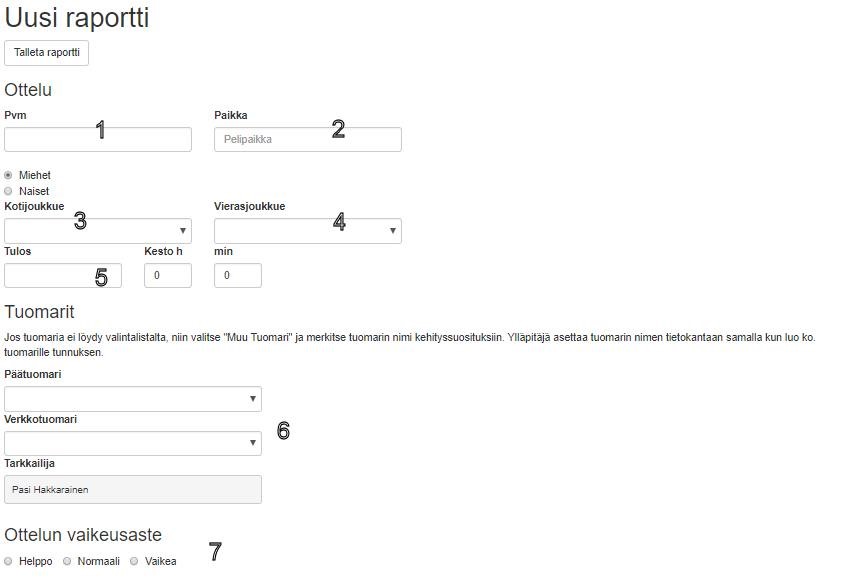 Uusi raportti
Talleta raportti
Ottelu
Pvm Paikka
1 Pelipaikka 2
Miehet
Naiset
Kotijoukkue Vierasjoukkue
3 4
Tulos Kesto h min
5 0 0
Tuomarit
Jos tuomaria ei löydy valintalistalta, niin valitse "Muu Tuomari" ja merkitse tuomarin nimi kehityssuosituksiin. Ylläpitäjä asettaa tuomarin nimen tietokantaan samalla kun luo ko.
tuomarille tunnuksen.
Päätuomari
Verkkotuomari
6
Tarkkailija
Pasi Hakkarainen
Ottelun vaikeusaste
Helppo Normaali Vaikea 7